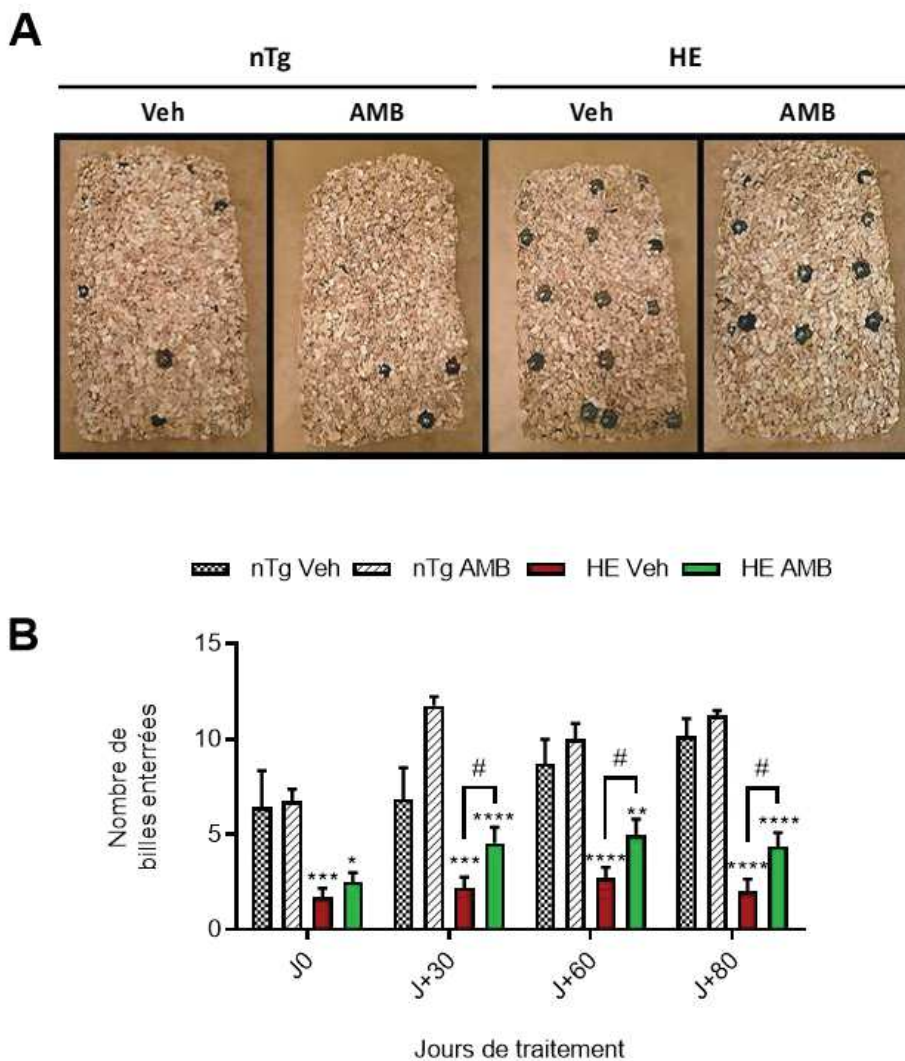 A
nTg HE
Veh AMB Veh AMB
nTg Veh nTg AMB HE Veh HE AMB
B
Nombre de
billes enterrées
15
10
5
0
*** *
# *** ****
# **** **
# **** ****
J0 J+30 J+60 J+80
Jours de traitement